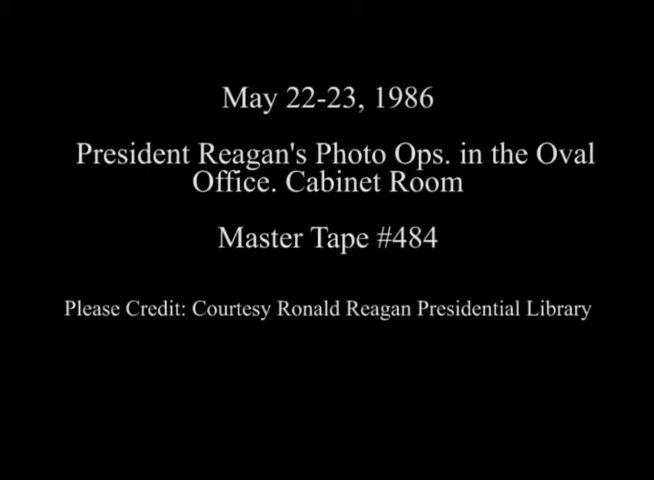 May 22-23, 1986
President Reagan's Photo Ops. in the Oval
Office. Cabinet Room
Master Tape #484
Please Credit: Courtesy Ronald Reagan Presidential Library